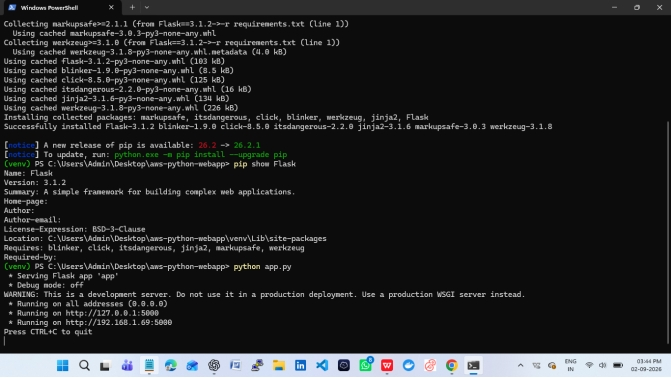 Windows PowerShell
Collecting markupsafe>=2.1.1 (from Flask==3.1.2->-r requirements.txt (line 1))
Using cached markupsafe-3.0.3-py3-none-any.whl
Collecting werkzeug>=3.1.0 (from Flask==3.1.2->-r requirements.txt (line 1))
Using cached werkzeug-3.1.8-py3-none-any.whl.metadata (4.0 kB)
Using cached flask-3.1.2-py3-none-any.whl (103 kB)
Using cached blinker-1.9.0-py3-none-any.whl (8.5 kB)
Using cached click-8.5.0-py3-none-any.whl (125 kB)
Using cached itsdangerous-2.2.0-py3-none-any.whl (16 kB)
Using cached jinja2-3.1.6-py3-none-any.whl (134 kB)
Using cached werkzeug-3.1.8-py3-none-any.whl (226 kB)
Installing collected packages: markupsafe, itsdangerous, click, blinker, werkzeug, jinja2, Flask
Successfully installed Flask-3.1.2 blinker-1.9.0 click-8.5.0 itsdangerous-2.2.0 jinja2-3.1.6 markupsafe-3.0.3 werkzeug-3.1.8
[notice] A new release of pip is available: 26.2 -> 26.2.1
[notice] To update, run: python.exe -m pip install --upgrade pip
(venv) PS C:\Users\Admin\Desktop\aws-python-webapp> pip show Flask
Name: Flask
Version: 3.1.2
Summary: A simple framework for building complex web applications.
Home-page:
Author:
Author-email:
License-Expression: BSD-3-Clause
Location: C:\Users\Admin\Desktop\aws-python-webapp\venv\Lib\site-packages
Requires: blinker, click, itsdangerous, jinja2, markupsafe, werkzeug
Required-by:
(venv) PS C:\Users\Admin\Desktop\aws-python-webapp> python app.py
* Serving Flask app 'app'
* Debug mode: off
WARNING: This is a development server. Do not use it in a production deployment. Use a production WSGI server instead.
* Running on all addresses (0.0.0.0)
* Running on http://127.0.0.1:5000
* Running on http://192.168.1.69:5000
Press CTRL+C to quit
ENG
IN
03:44 PM
02-09-2026